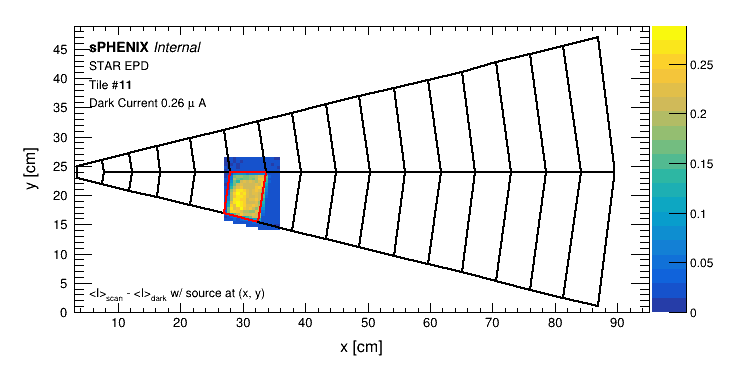 sPHENIX Internal
STAR EPD
Tile #11
Dark Current 0.26 μ A
<I>scan - <I>dark w/ source at (x, y)
y [cm]
45
40
35
30
25
20
15
10
5
0
10 20 30 40 50 60 70 80 90
x [cm]
0.25
0.2
0.15
0.1
0.05
0